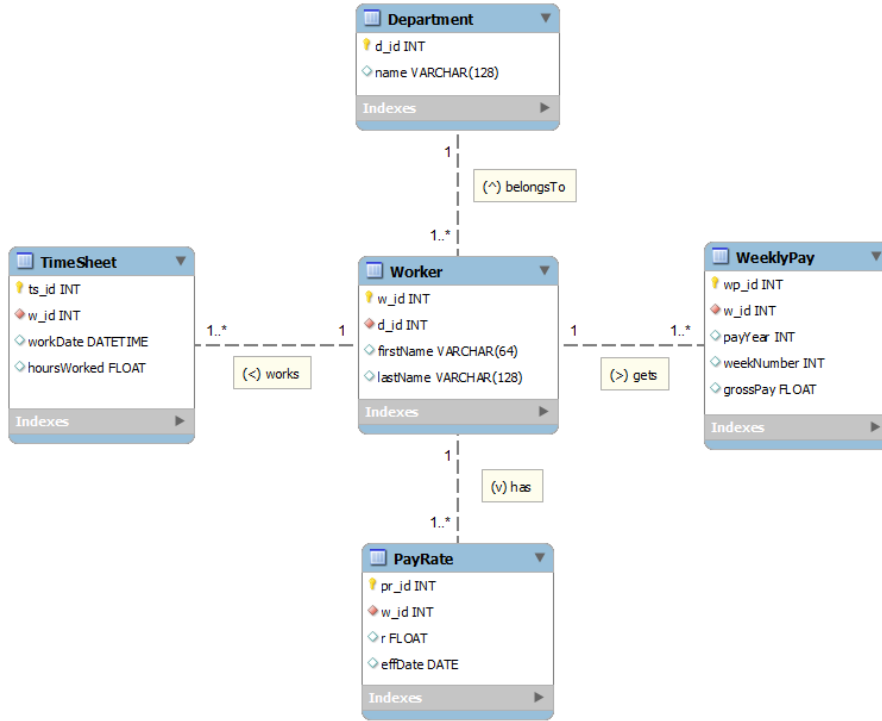 Department
d_id INT
name VARCHAR(128)
Indexes
1
(^) belongsTo
1..*
TimeSheet
ts_id INT
w_id INT
workDate DATETIME
hoursWorked FLOAT
Indexes
1..*
1
(<) works
Worker
w_id INT
d_id INT
firstName VARCHAR(64)
lastName VARCHAR(128)
Indexes
1
1..*
(>) gets
WeeklyPay
wp_id INT
w_id INT
payYear INT
weekNumber INT
grossPay FLOAT
Indexes
1
(v) has
1..*
PayRate
pr_id INT
w_id INT
r FLOAT
effDate DATE
Indexes